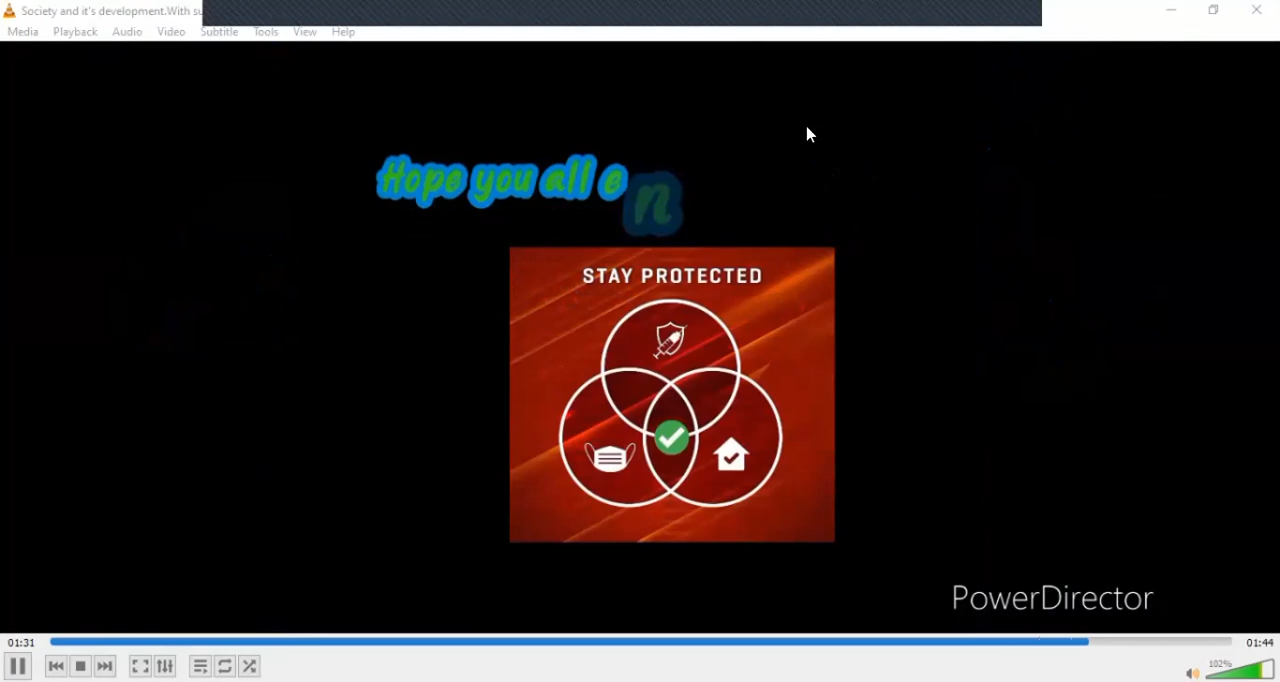 Society and it's development.With su
Media Playback Audio Video Subtitle Tools View Help
Hope you all en
STAY PROTECTED
PowerDirector
01:31
01:44
102%